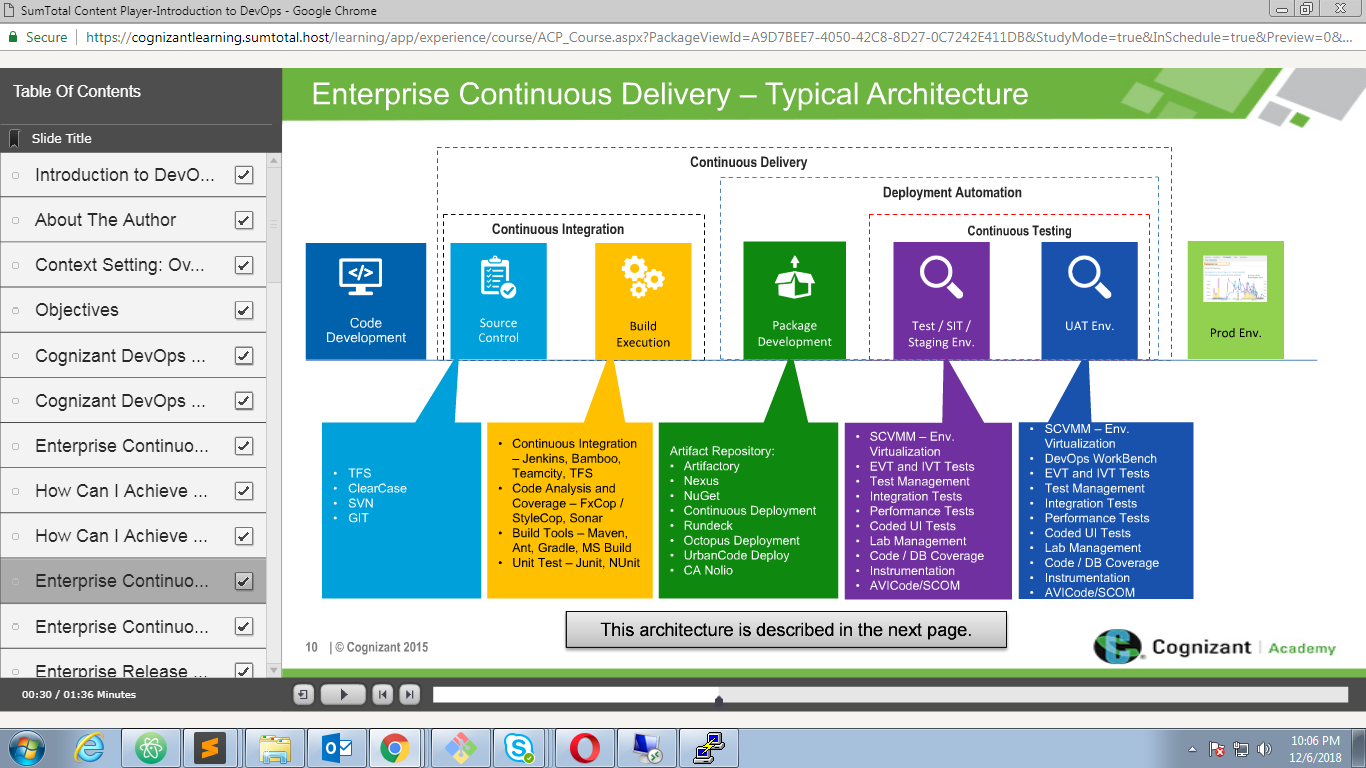 SumTotal Content Player-Introduction to DevOps - Google Chrome
Secure
https://cognizantlearning.sumtotal.host/learning/app/experience/course/ACP_Course.aspx?PackageViewId=A9D7BEE7-4050-42C8-8D27-0C7242E411DB&StudyMode=true&InSchedule=true&Preview=0&...
Table Of Contents
Slide Title
Introduction to DevO...
About The Author
Context Setting: Ov...
Objectives
Cognizant DevOps ...
Cognizant DevOps ...
Enterprise Continuo...
How Can I Achieve ...
How Can I Achieve ...
Enterprise Continuo...
Enterprise Continuo...
Enterprise Release ...
00:30 / 01:36 Minutes
Enterprise Continuous Delivery – Typical Architecture
Continuous Delivery
Deployment Automation
Continuous Integration
Continuous Testing
Code
Development
Source
Control
Build
Execution
Package
Development
Test / SIT /
Staging Env.
UAT Env.
Prod Env.
• TFS
• ClearCase
• SVN
• GIT
• Continuous Integration
– Jenkins, Bamboo,
Teamcity, TFS
• Code Analysis and
Coverage – FxCop /
StyleCop, Sonar
• Build Tools – Maven,
Ant, Gradle, MS Build
• Unit Test – Junit, NUnit
Artifact Repository:
• Artifactory
• Nexus
• NuGet
• Continuous Deployment
• Rundeck
• Octopus Deployment
• UrbanCode Deploy
• CA Nolio
• SCVMM – Env.
Virtualization
• EVT and IVT Tests
• Test Management
• Integration Tests
• Performance Tests
• Coded UI Tests
• Lab Management
• Code / DB Coverage
• Instrumentation
• AVICode/SCOM
• SCVMM – Env.
Virtualization
• DevOps WorkBench
• EVT and IVT Tests
• Test Management
• Integration Tests
• Performance Tests
• Coded UI Tests
• Lab Management
• Code / DB Coverage
• Instrumentation
• AVICode/SCOM
This architecture is described in the next page.
10 | © Cognizant 2015
Cognizant | Academy
10:06 PM
12/6/2018